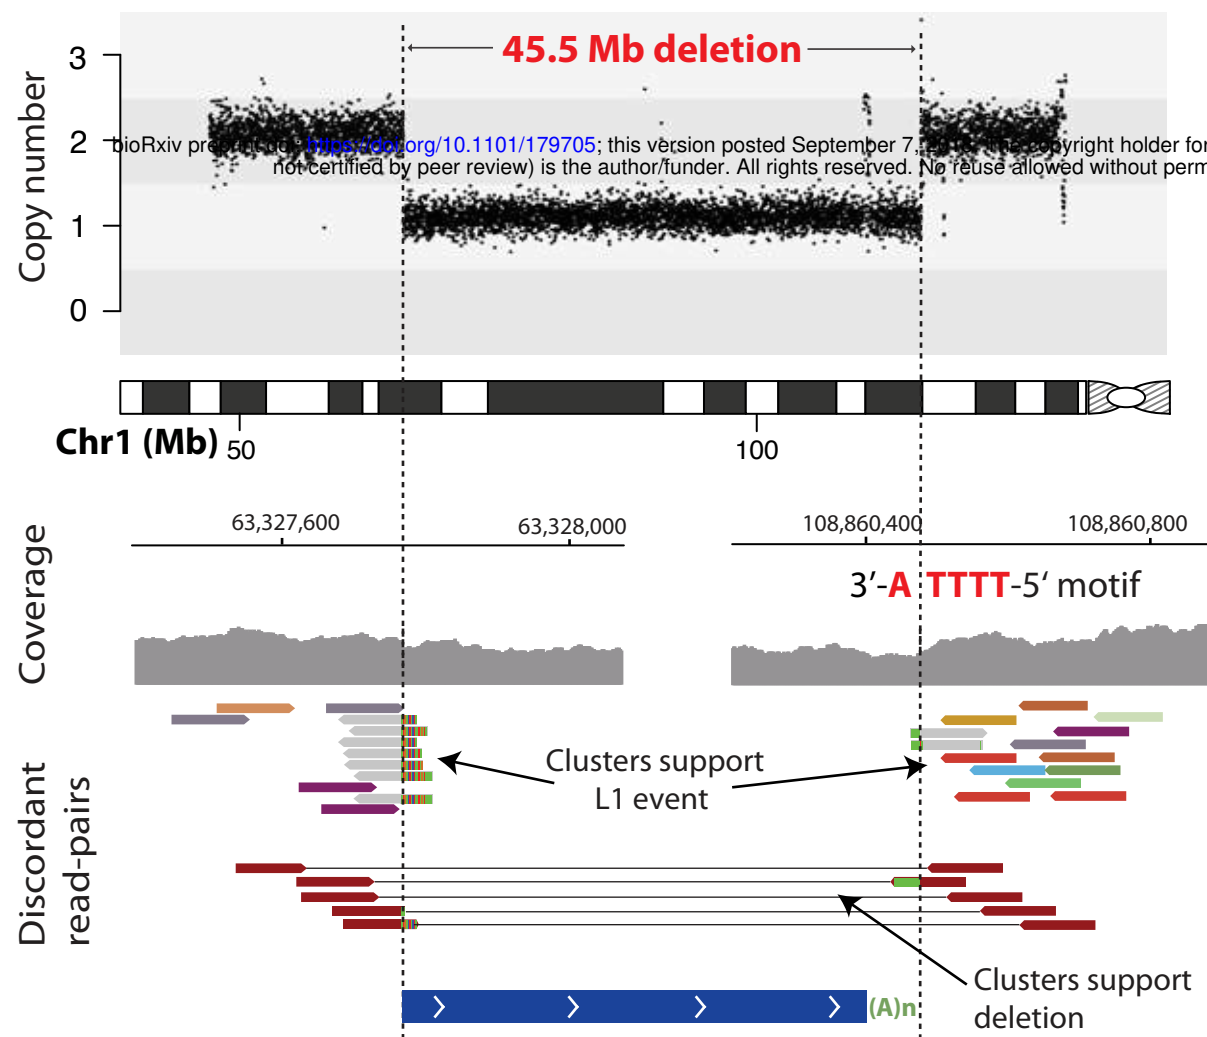 45.5 Mb deletion
Copy number
3
2
1
0
bioRxiv preprint doi: https://doi.org/10.1101/179705; this version posted September 7, The copyright holder for
not certified by peer review) is the author/funder. All rights reserved. No reuse allowed without perm
Chr1 (Mb) 50 100
Coverage
63,327,600 63,328,000 108,860,400 108,860,800
3’-A TTTT-5‘ motif
Discordant
read-pairs
Clusters support
L1 event
Clusters support
deletion
(A)n